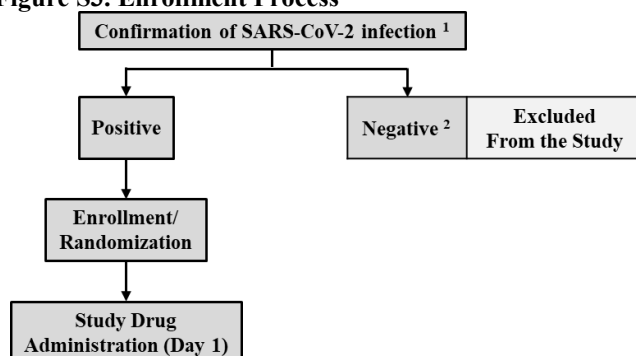 Figure S3: Enrollment Process
Confirmation of SARS-CoV-2 infection 1
Positive
Negative 2
Excluded
From the Study
Enrollment/
Randomization
Study Drug
Administration (Day 1)